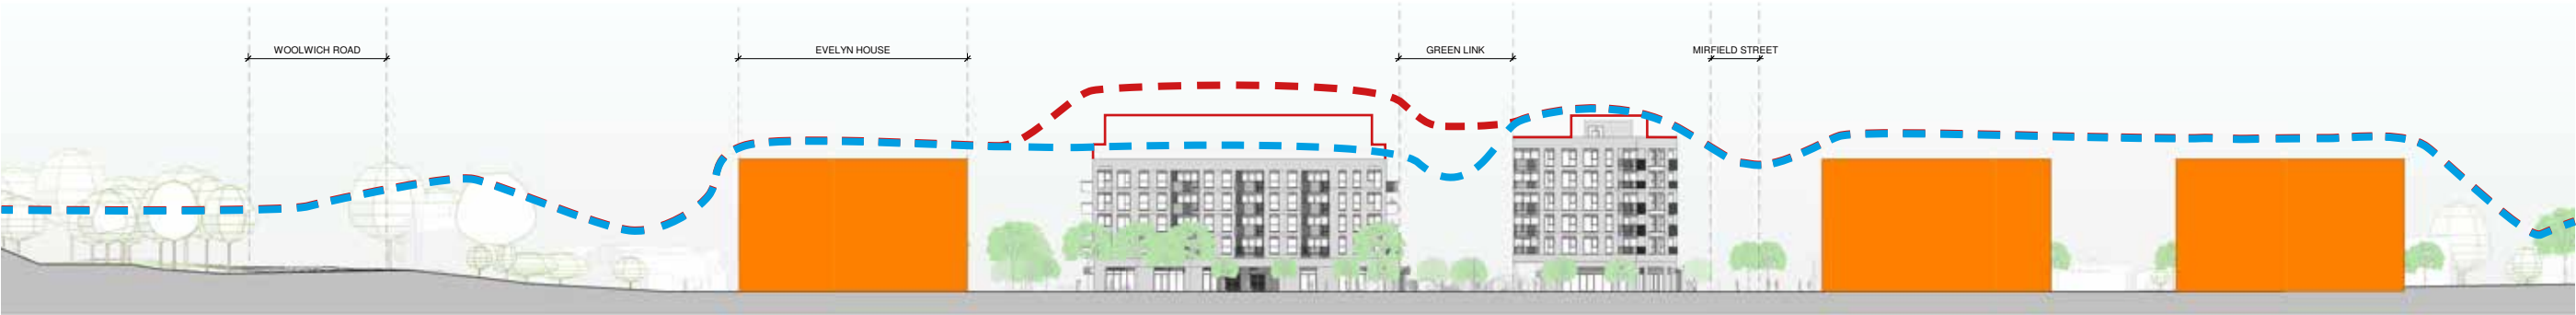 WOOLWICH ROAD
EVELYN HOUSE
GREEN LINK
MIRFIELD STREET